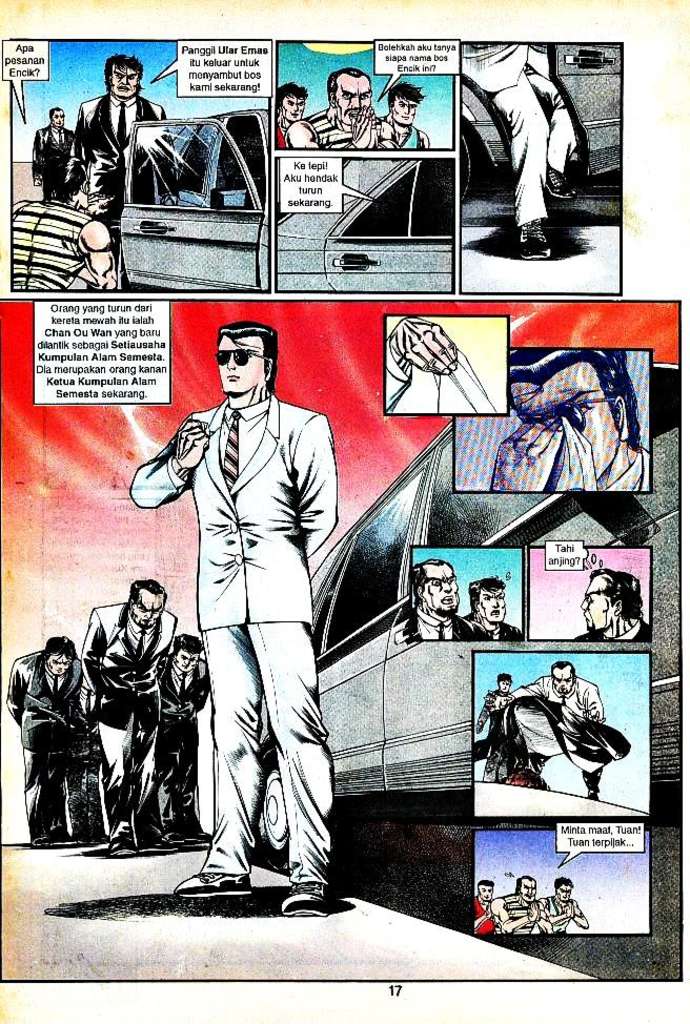 Apa
pesanan
Encik?
Panggil Ular Emas
itu keluar untuk
menyambut bos
kami sekarang!
Bolehkah aku tanya
siapa nama bos
Encik ini?
Ke tepi!
Aku hendak
turun
sekarang.
Orang yang turun dari
kereta mewah itu ialah
Chan Ou Wan yang baru
dilantik sebagai Setiausaha
Kumpulan Alam Semesta.
Dia merupakan orang kanan
Ketua Kumpulan Alam
Semesta sekarang.
Tahi
anjing?
Minta maaf, Tuan!
Tuan terpijak...
17